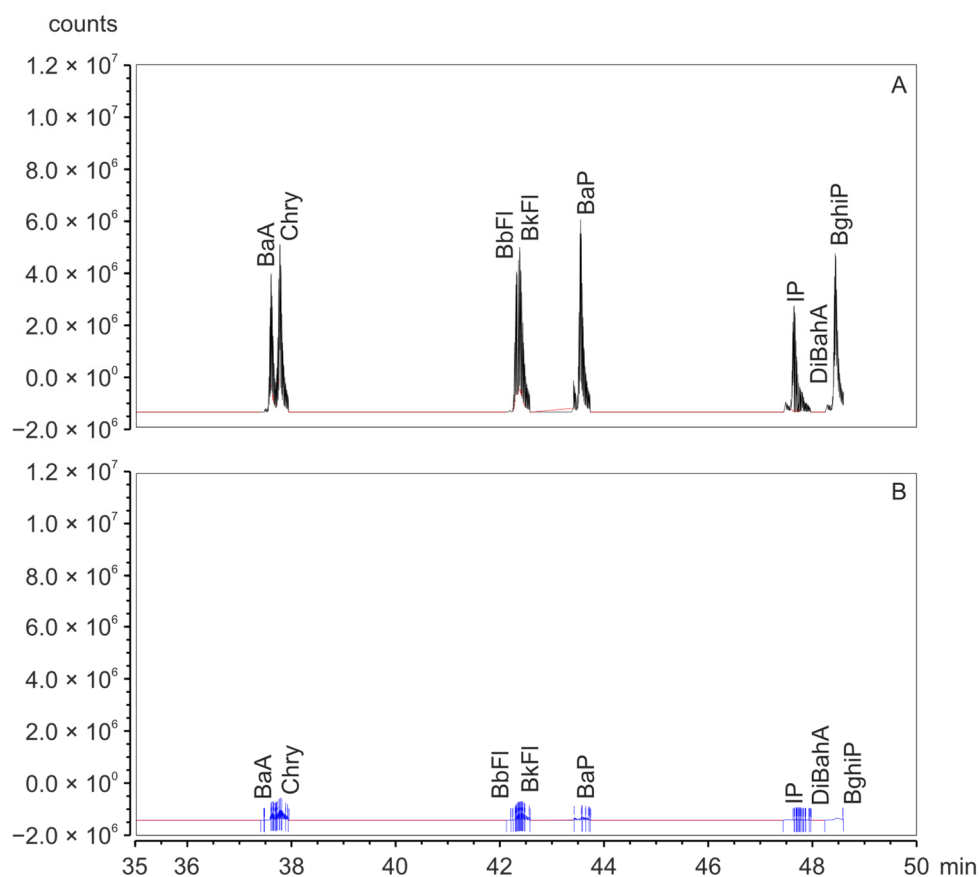 counts
1.2 × 10⁷
1.0 × 10⁷
8.0 × 10⁶
6.0 × 10⁶
4.0 × 10⁶
2.0 × 10⁶
0.0 × 10⁰
−2.0 × 10⁶
A
BaA
Chry
BbFl
BkFl
BaP
IP
DiBahA
BghiP
1.2 × 10⁷
1.0 × 10⁷
8.0 × 10⁶
6.0 × 10⁶
4.0 × 10⁶
2.0 × 10⁶
0.0 × 10⁰
−2.0 × 10⁶
B
BaA
Chry
BbFl
BkFl
BaP
IP
DiBahA
BghiP
35 36 38 40 42 44 46 48 50 min